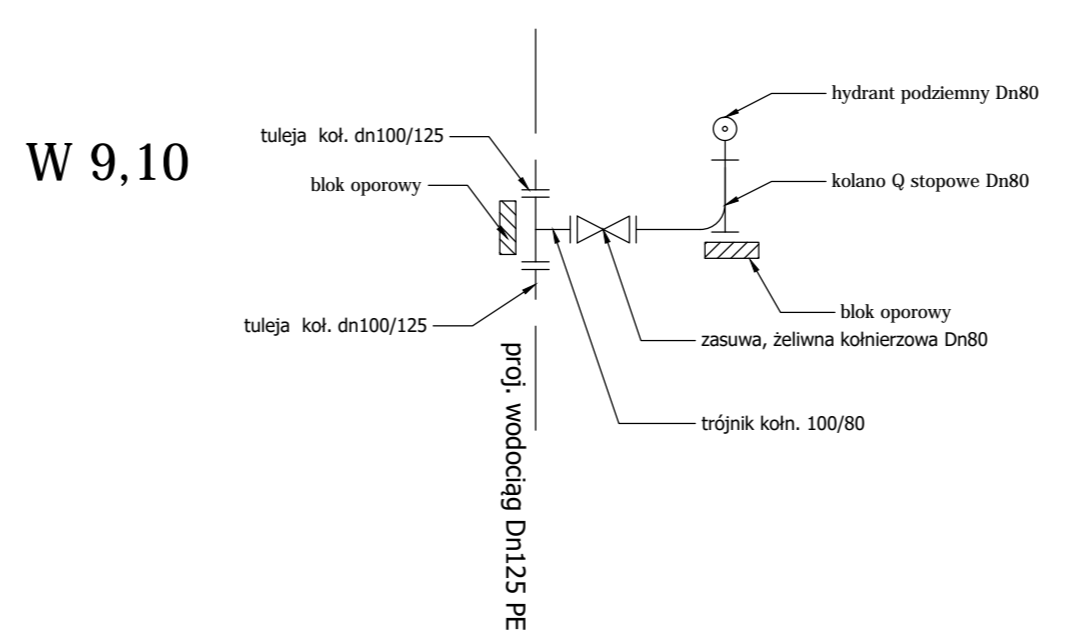 W 9,10
tuleja koł. dn100/125
blok oporowy
tuleja koł. dn100/125
hydrant podziemny Dn80
kolano Q stopowe Dn80
blok oporowy
zasuwa, żeliwna kołnierzowa Dn80
trójnik kołn. 100/80
proj. wodociąg Dn125 PE